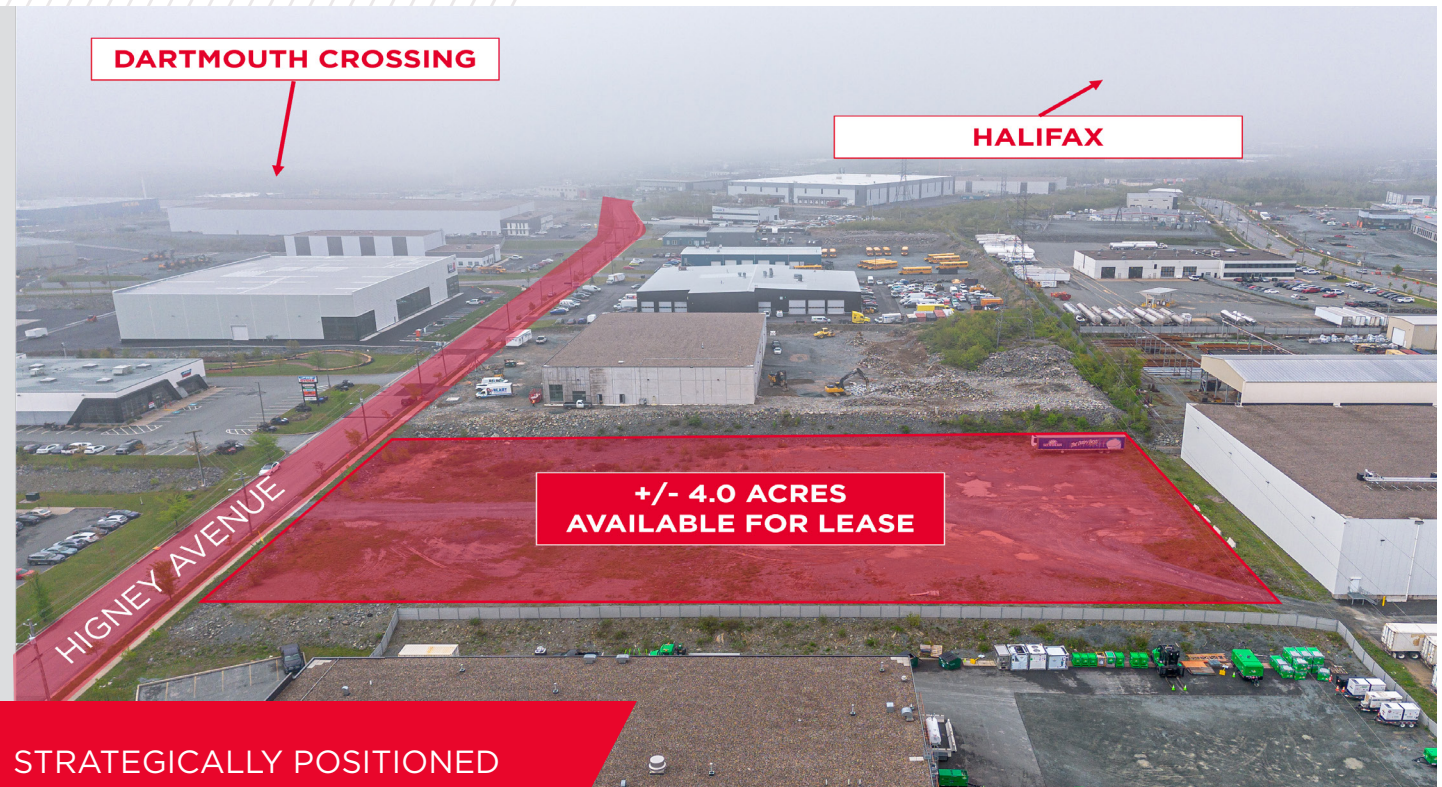 DARTMOUTH CROSSING
HALIFAX
+/- 4.0 ACRES
AVAILABLE FOR LEASE
HIGNEY AVENUE
STRATEGICALLY POSITIONED